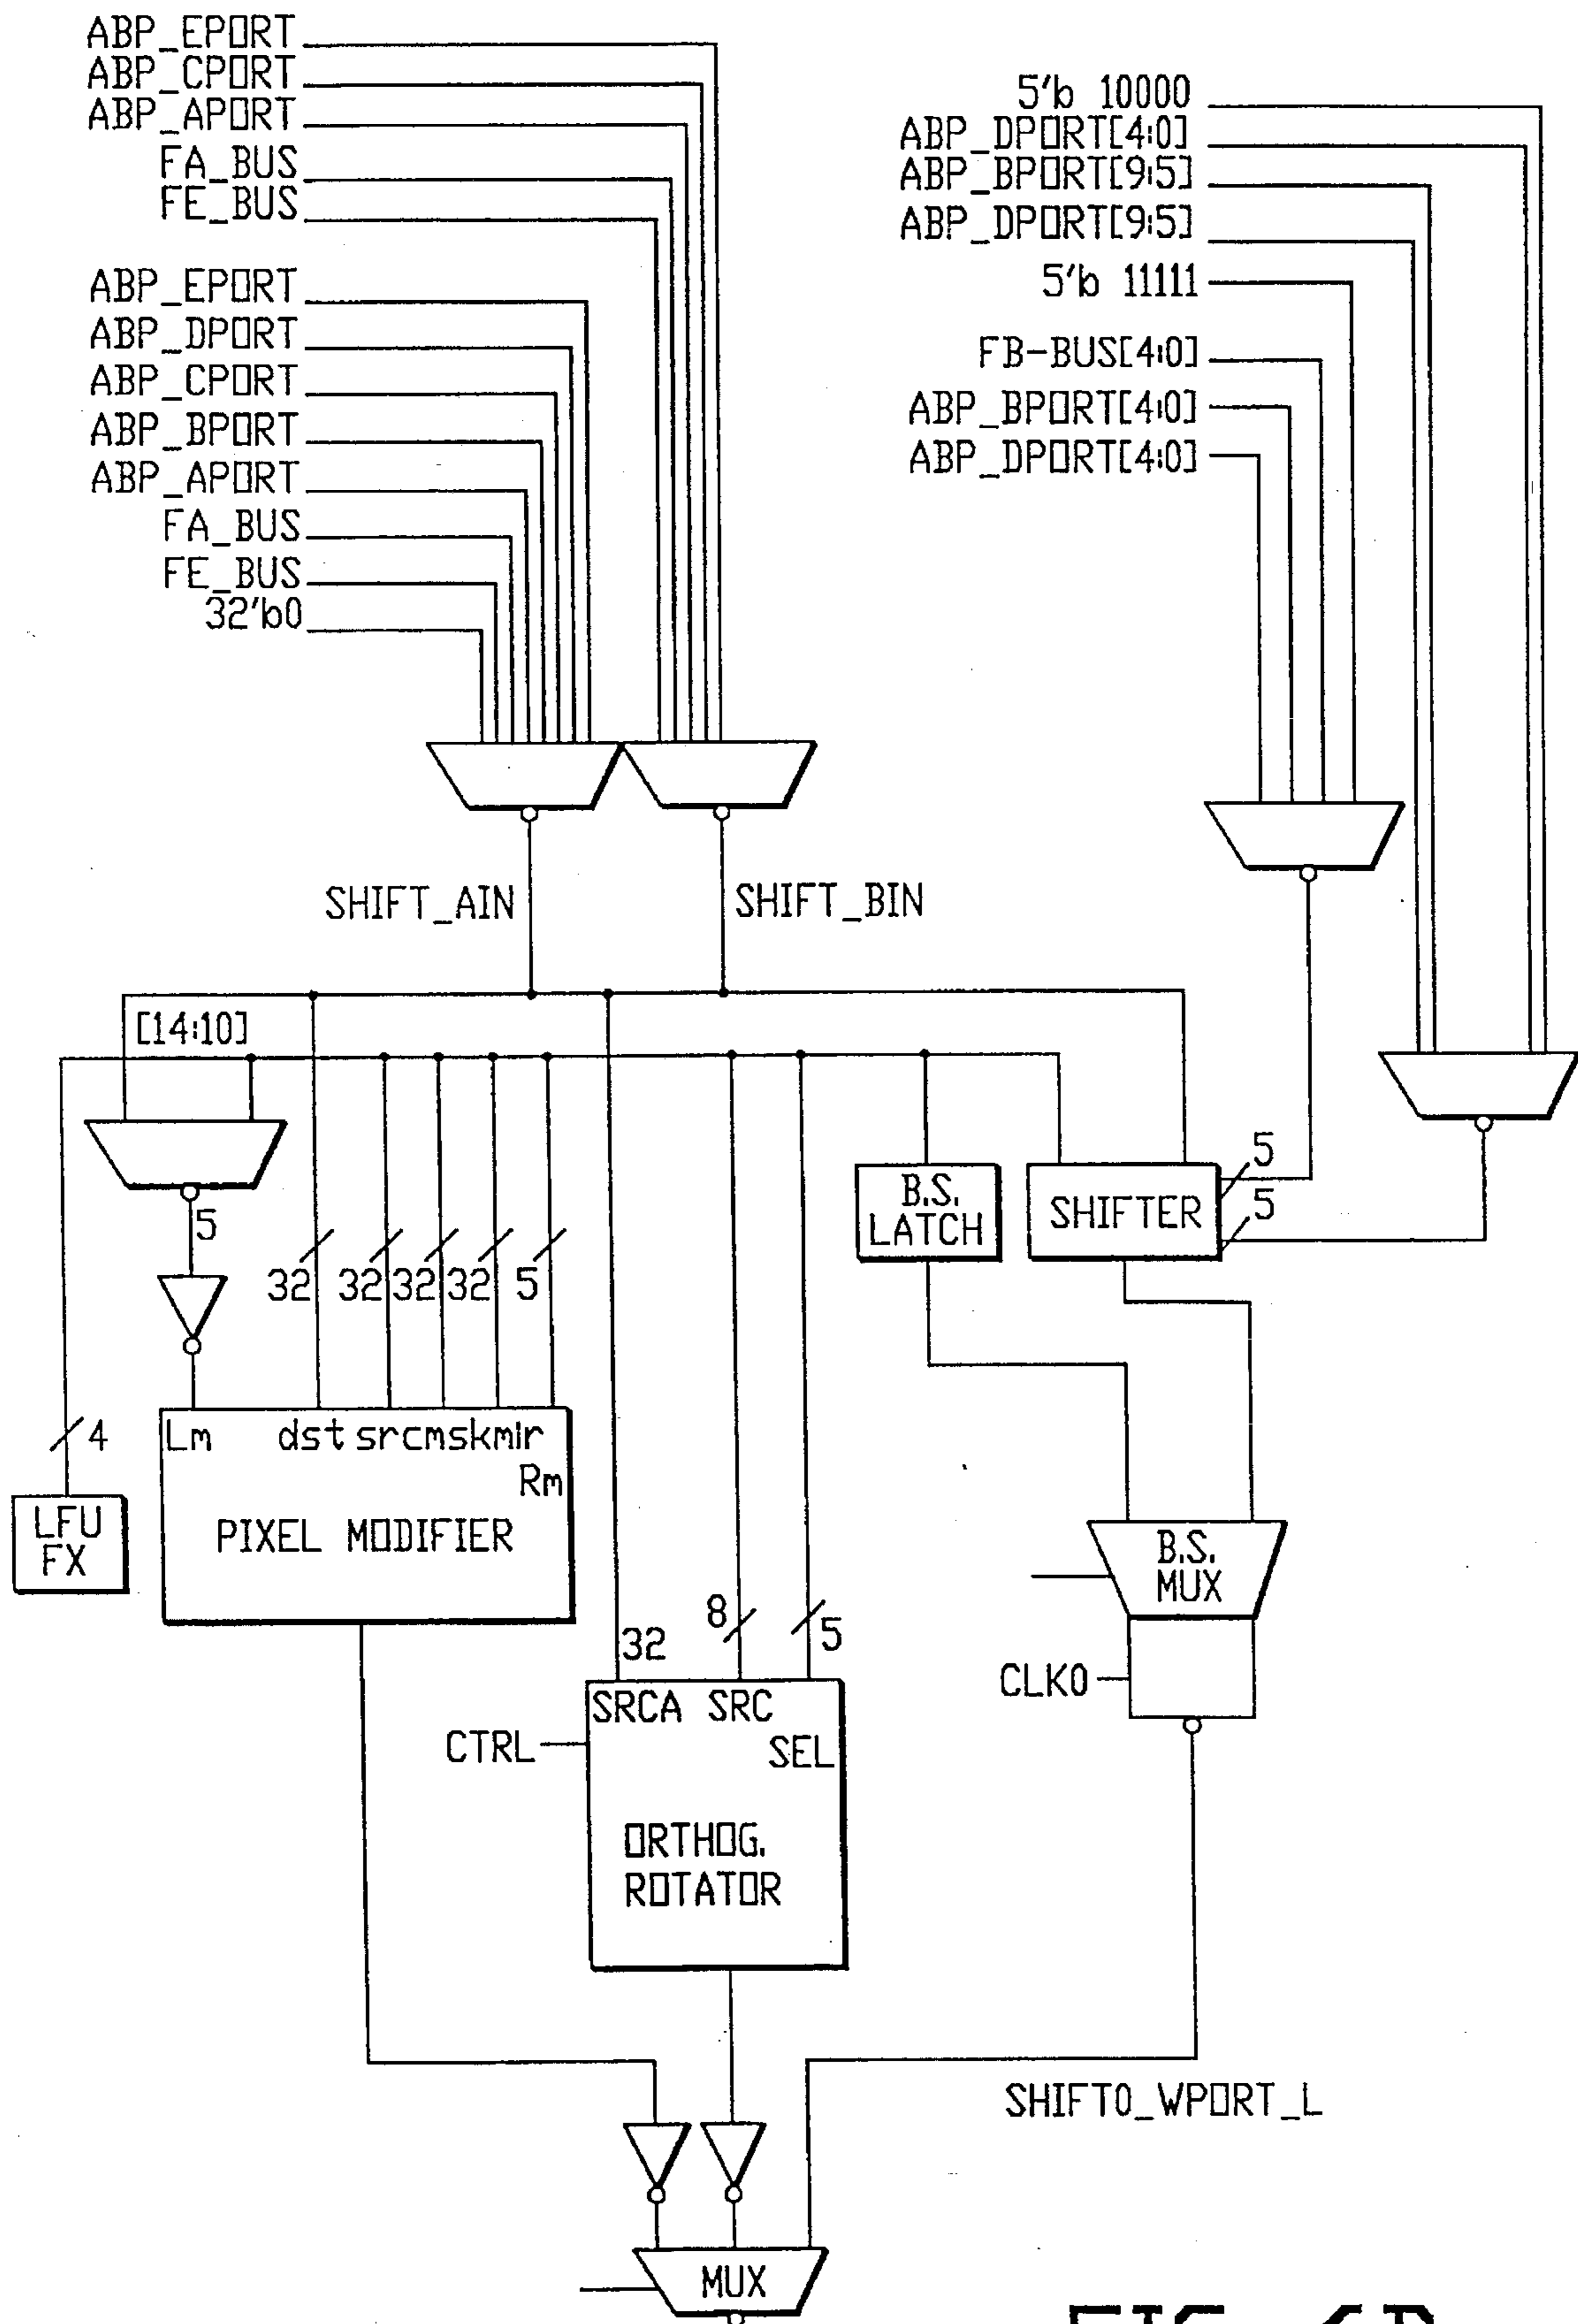 ABP_EPORT
ABP_CPORT
ABP_APORT
FA_BUS
FE_BUS
ABP_EPORT
ABP_DPORT
ABP_CPORT
ABP_BPORT
ABP_APORT
FA_BUS
FE_BUS
32'b0
5'b 10000
ABP_DPORT[4:0]
ABP_BPORT[9:5]
ABP_DPORT[9:5]
5'b 11111
FB-BUS[4:0]
ABP_BPORT[4:0]
ABP_DPORT[4:0]
SHIFT_AIN
SHIFT_BIN
[14:10]
5
32
32
32
32
5
B.S.
LATCH
SHIFTER
5
5
4
LFU
FX
Lm
dst src msk mlr
Rm
PIXEL MODIFIER
32
8
5
SRCA SRC
SEL
CTRL
ORTHOG.
ROTATOR
B.S.
MUX
CLK0
SHIFT0_WPORT_L
MUX